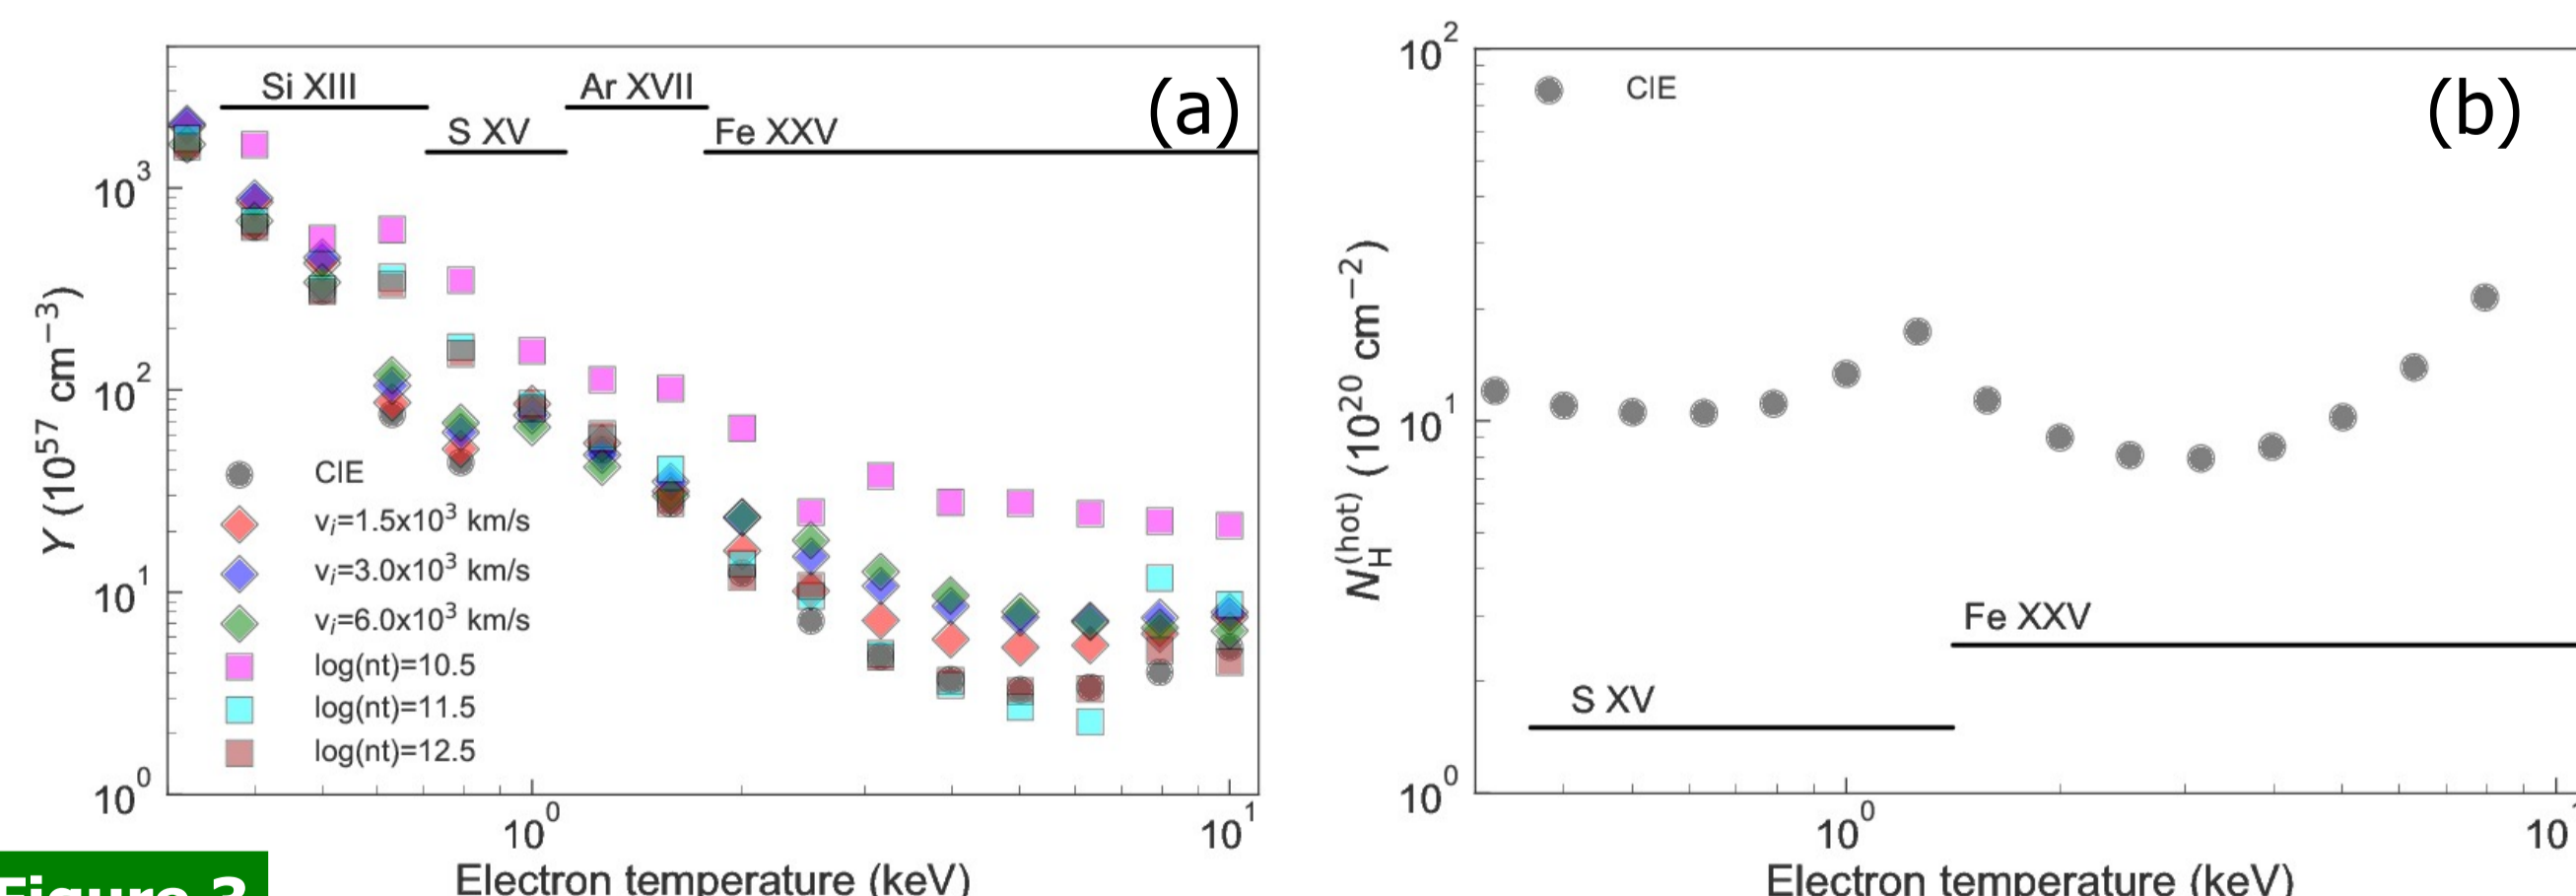 Si XIII
Ar XVII
(a)
S XV
Fe XXV
10³
10²
10¹
10⁰
Y (10⁵⁷ cm⁻³)
CIE
vᵢ=1.5x10³ km/s
vᵢ=3.0x10³ km/s
vᵢ=6.0x10³ km/s
log(nt)=10.5
log(nt)=11.5
log(nt)=12.5
10⁰
10¹
Electron temperature (keV)
10²
CIE
(b)
10¹
N_H^(hot) (10²⁰ cm⁻²)
Fe XXV
S XV
10⁰
10⁰
10
Electron temperature (keV)
Figure 3